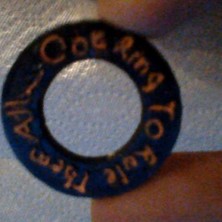 One Ring To Rule Them All